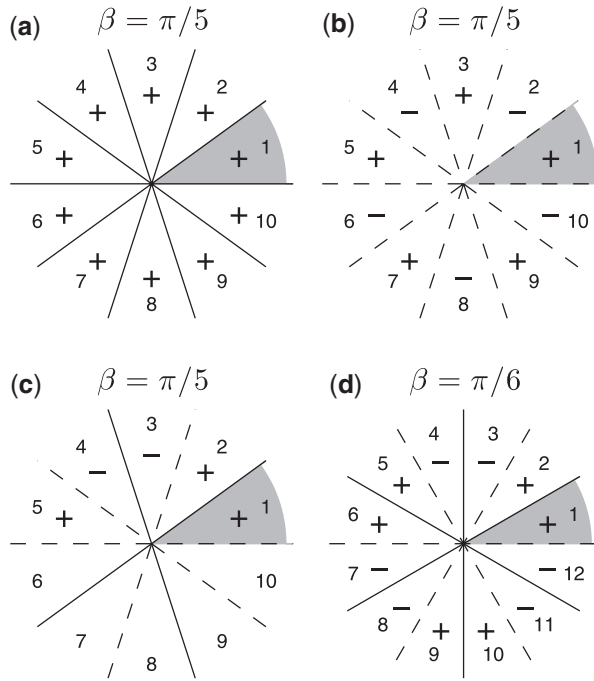 (a) β = π/5
3
4 + 2
+ +
5 + + 1
6 + + 10
+ + +
7 8 9
(b) β = π/5
3
4 + 2
− −
5 + + 1
6 − − 10
+ − +
7 8 9
(c) β = π/5
3
4 − 2
− +
5 + + 1
6 10
7 9
8
(d) β = π/6
4 3
5 − − 2
+ +
6 + + 1
7 − − 12
8 − − 11
+ +
9 10